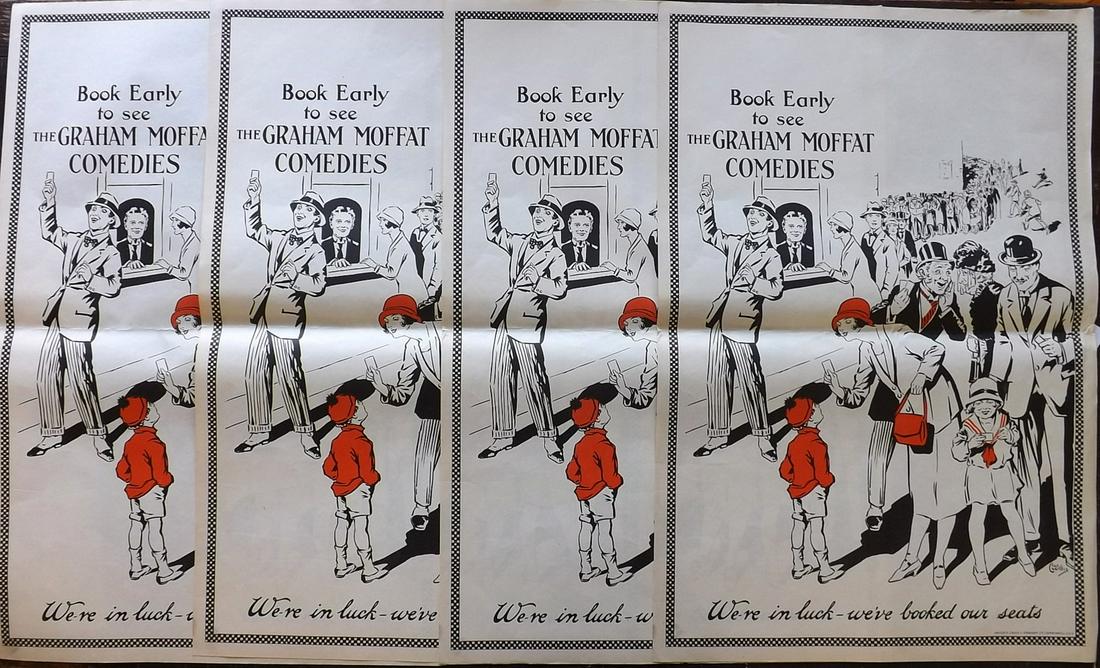 Book Early
to see
THE GRAHAM MOFFA
COMEDIES
We're in luck -
Book Early
to see
THE GRAHAM MOFFAT
COMEDIES
We're in luck - we've
Book Early
to see
THE GRAHAM MOFFAT
COMEDIES
We're in luck - w
Book Early
to see
THE GRAHAM MOFFAT
COMEDIES
We're in luck - we've booked our seats